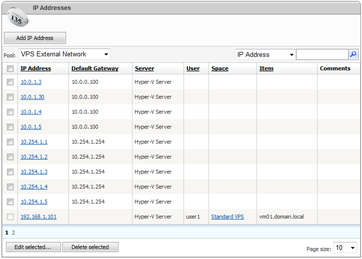 IP Addresses
Add IP Address
Pool: VPS External Network IP Address
IP Address Default Gateway Server User Space Item Comments
10.0.1.3 10.0.0.100 Hyper-V Server
10.0.1.30 10.0.0.100 Hyper-V Server
10.0.1.4 10.0.0.100 Hyper-V Server
10.0.1.5 10.0.0.100 Hyper-V Server
10.254.1.1 10.254.1.254 Hyper-V Server
10.254.1.2 10.254.1.254 Hyper-V Server
10.254.1.3 10.254.1.254 Hyper-V Server
10.254.1.4 10.254.1.254 Hyper-V Server
10.254.1.5 10.254.1.254 Hyper-V Server
192.168.1.101 Hyper-V Server user1 Standard VPS vm01.domain.local
1 2
Edit selected... Delete selected Page size: 10